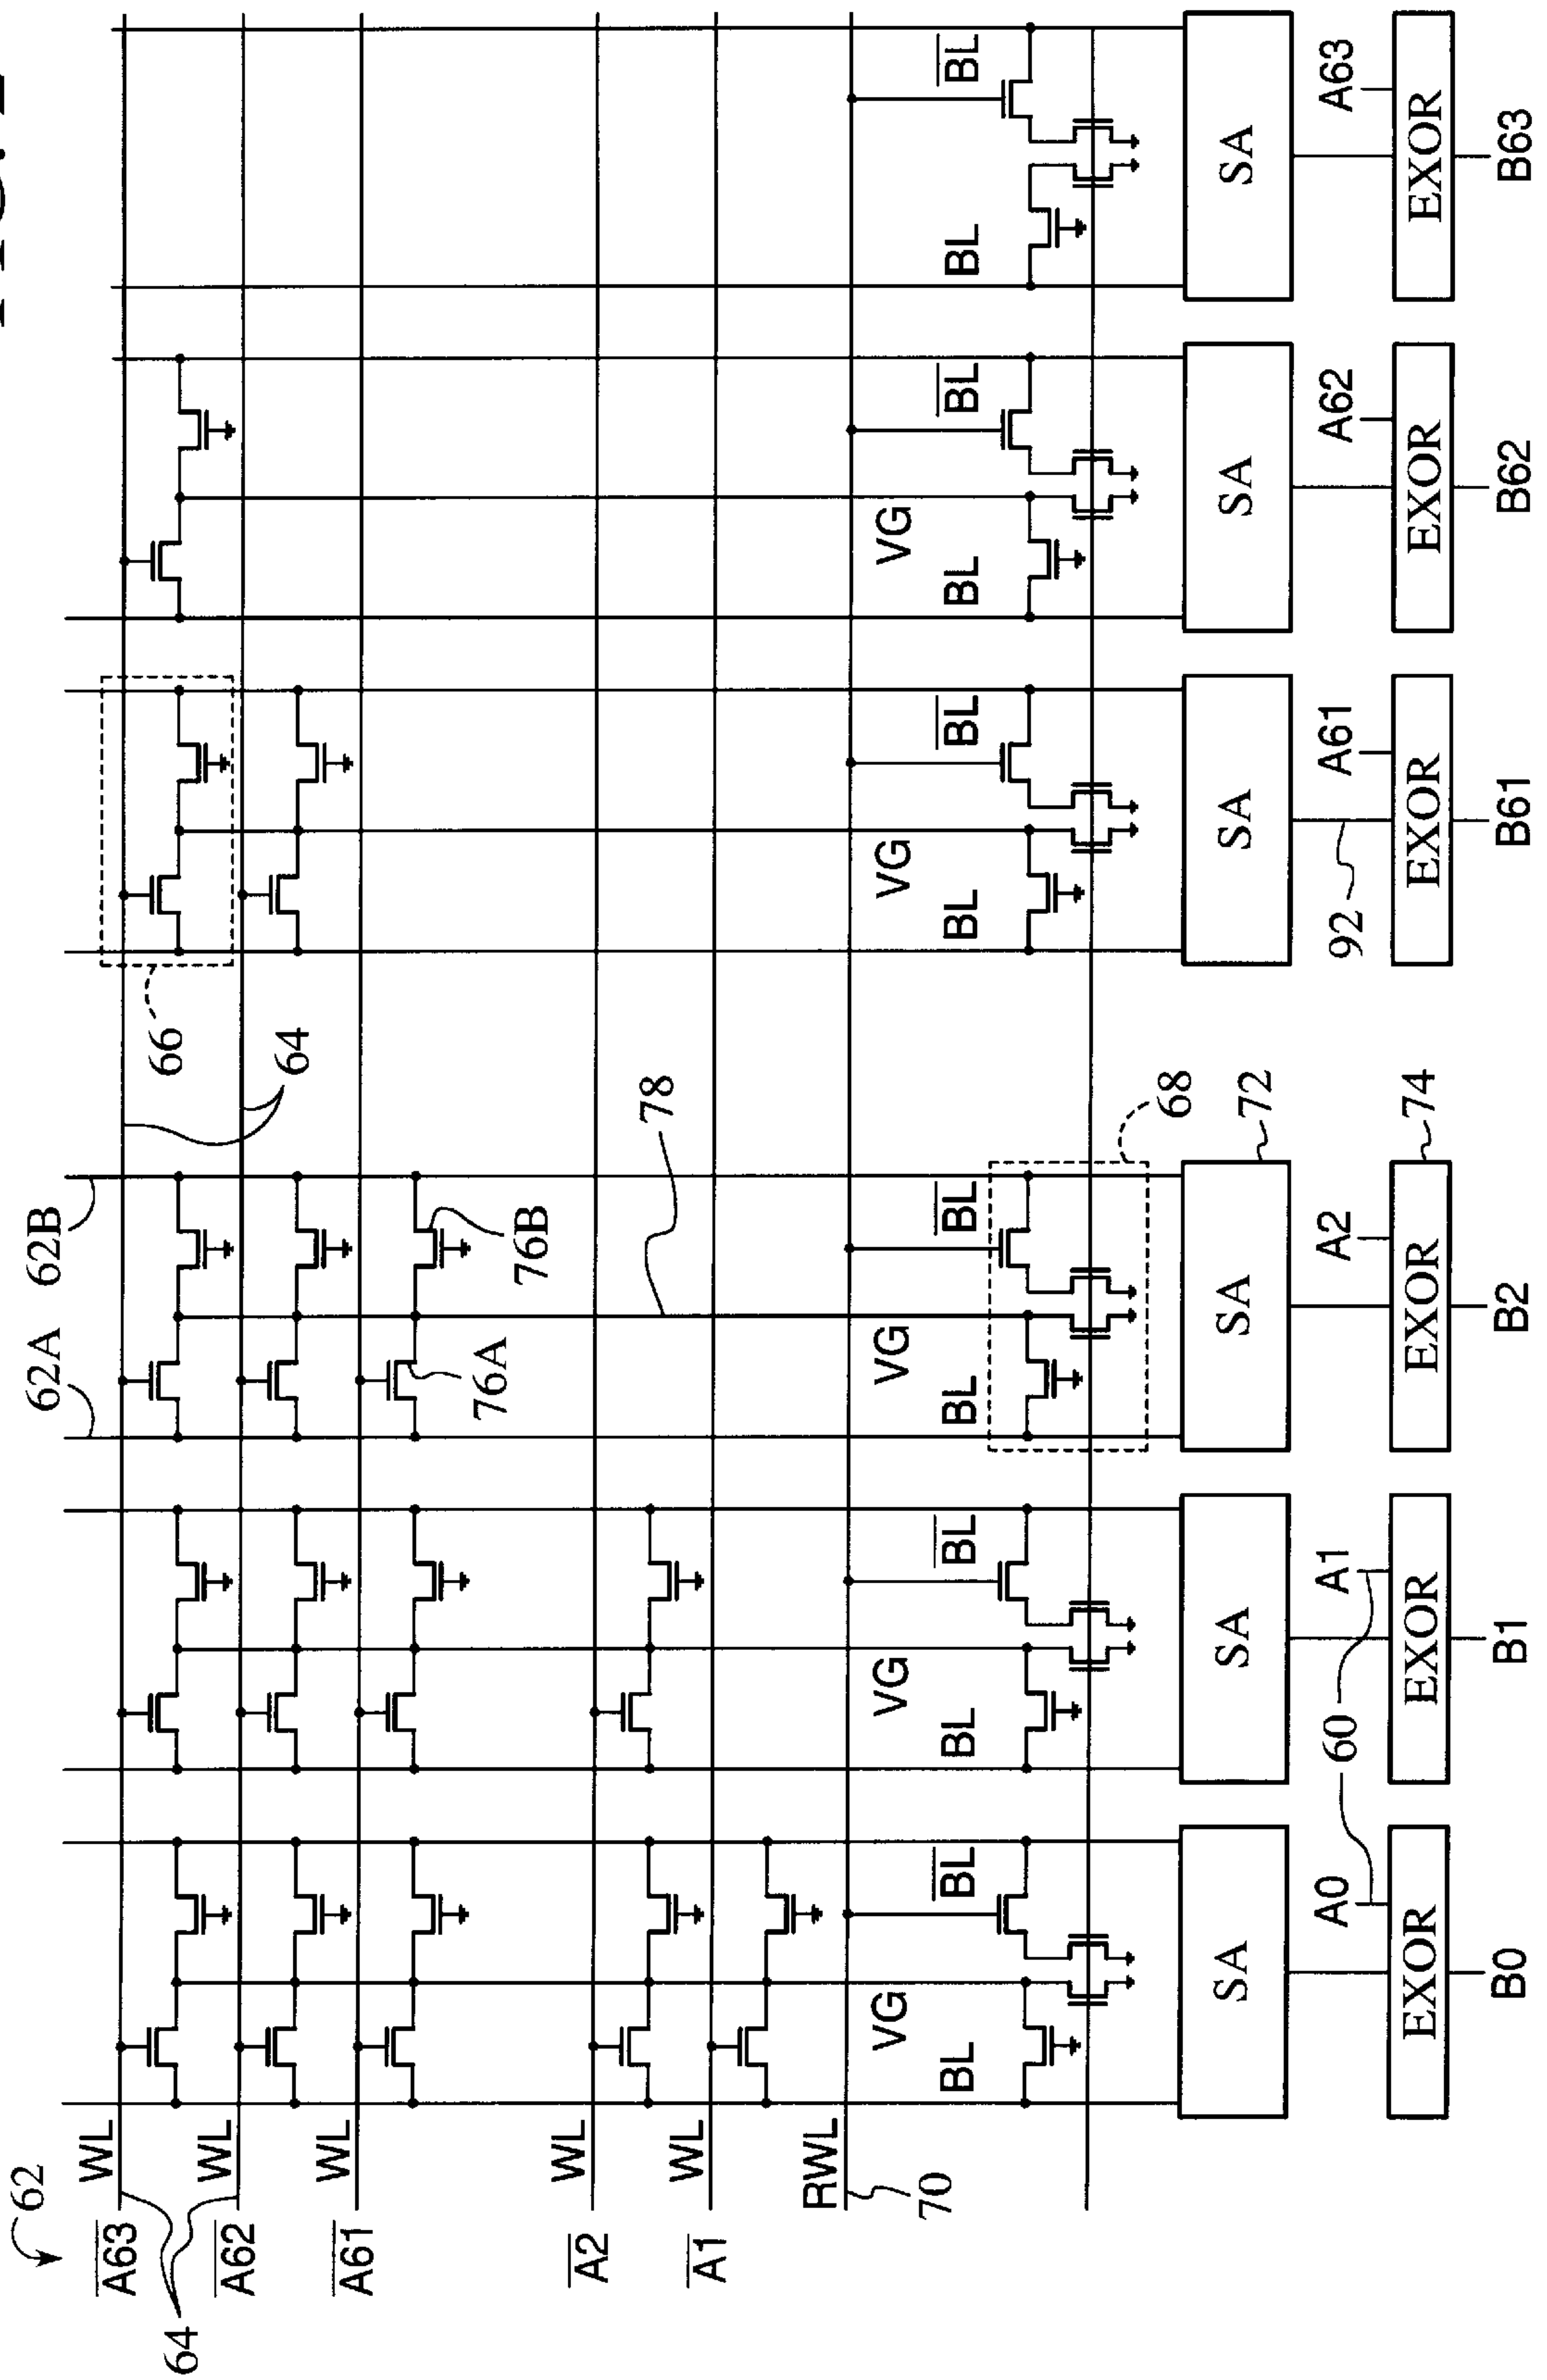 62
62A
62B
A63
WL
A62
WL
A61
WL
A2
WL
A1
WL
RWL
70
64
64
66
76A
76B
78
68
VG
VG
VG
VG
VG
BL
BL
BL
BL
BL
BL
BL
BL
BL
BL
BL
BL
SA
SA
SA
SA
SA
SA
72
92
A0
60
A1
A2
A61
A62
A63
EXOR
EXOR
EXOR
EXOR
EXOR
EXOR
74
B0
B1
B2
B61
B62
B63